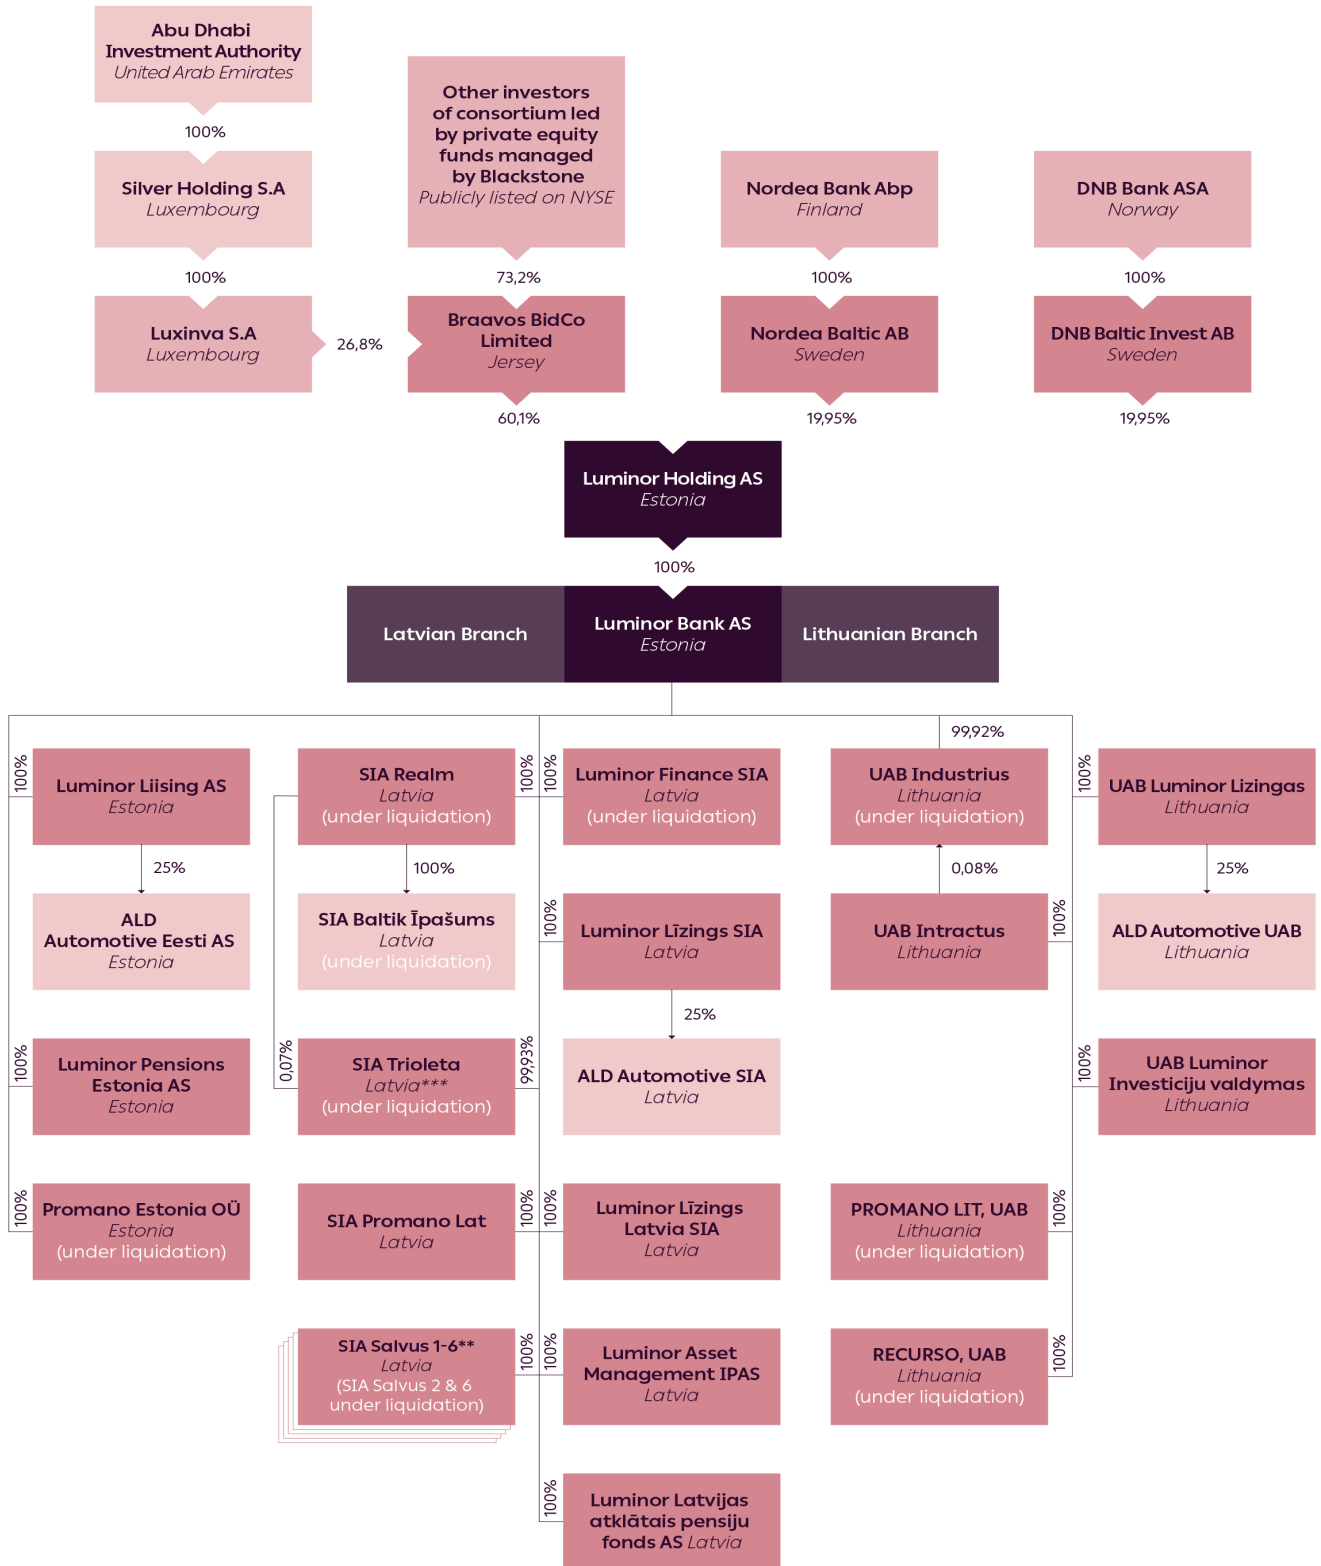 Abu Dhabi
Investment Authority
United Arab Emirates
100%
Silver Holding S.A
Luxembourg
100%
Luxinva S.A
Luxembourg
26,8%
Other investors
of consortium led
by private equity
funds managed
by Blackstone
Publicly listed on NYSE
73,2%
Braavos BidCo
Limited
Jersey
60,1%
Nordea Bank Abp
Finland
100%
Nordea Baltic AB
Sweden
19,95%
DNB Bank ASA
Norway
100%
DNB Baltic Invest AB
Sweden
19,95%
Luminor Holding AS
Estonia
100%
Latvian Branch
Luminor Bank AS
Estonia
Lithuanian Branch
100%
Luminor Liising AS
Estonia
25%
ALD
Automotive Eesti AS
Estonia
100%
Luminor Pensions
Estonia AS
Estonia
100%
Promano Estonia OÜ
Estonia
(under liquidation)
SIA Realm
Latvia
(under liquidation)
100%
100%
SIA Baltik Īpašums
Latvia
(under liquidation)
0,07%
SIA Trioleta
Latvia***
(under liquidation)
99,93%
SIA Promano Lat
Latvia
100%
SIA Salvus 1-6**
Latvia
(SIA Salvus 2 & 6
under liquidation)
100%
100%
Luminor Finance SIA
Latvia
(under liquidation)
100%
Luminor Līzings SIA
Latvia
25%
ALD Automotive SIA
Latvia
100%
Luminor Līzings
Latvia SIA
Latvia
100%
Luminor Asset
Management IPAS
Latvia
100%
Luminor Latvijas
atklātais pensiju
fonds AS Latvia
99,92%
UAB Industrius
Lithuania
(under liquidation)
0,08%
UAB Intractus
Lithuania
100%
PROMANO LIT, UAB
Lithuania
(under liquidation)
100%
RECURSO, UAB
Lithuania
(under liquidation)
100%
100%
UAB Luminor Lizingas
Lithuania
25%
ALD Automotive UAB
Lithuania
100%
UAB Luminor
Investiciju valdymas
Lithuania